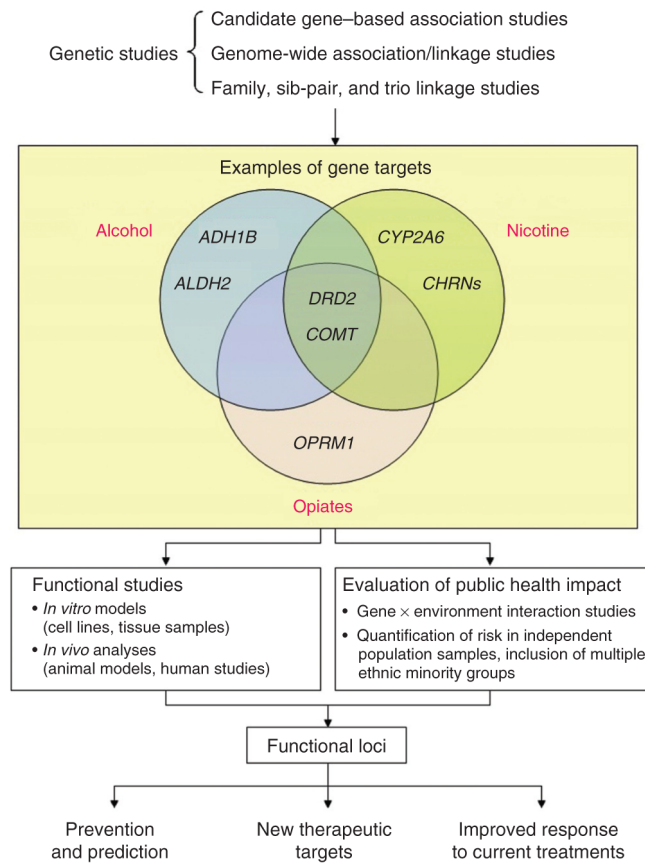 Genetic studies
Candidate gene–based association studies
Genome-wide association/linkage studies
Family, sib-pair, and trio linkage studies
Examples of gene targets
Alcohol
Nicotine
ADH1B
CYP2A6
ALDH2
CHRNs
DRD2
COMT
OPRM1
Opiates
Functional studies
• In vitro models
(cell lines, tissue samples)
• In vivo analyses
(animal models, human studies)
Evaluation of public health impact
• Gene × environment interaction studies
• Quantification of risk in independent
population samples, inclusion of multiple
ethnic minority groups
Functional loci
Prevention
and prediction
New therapeutic
targets
Improved response
to current treatments